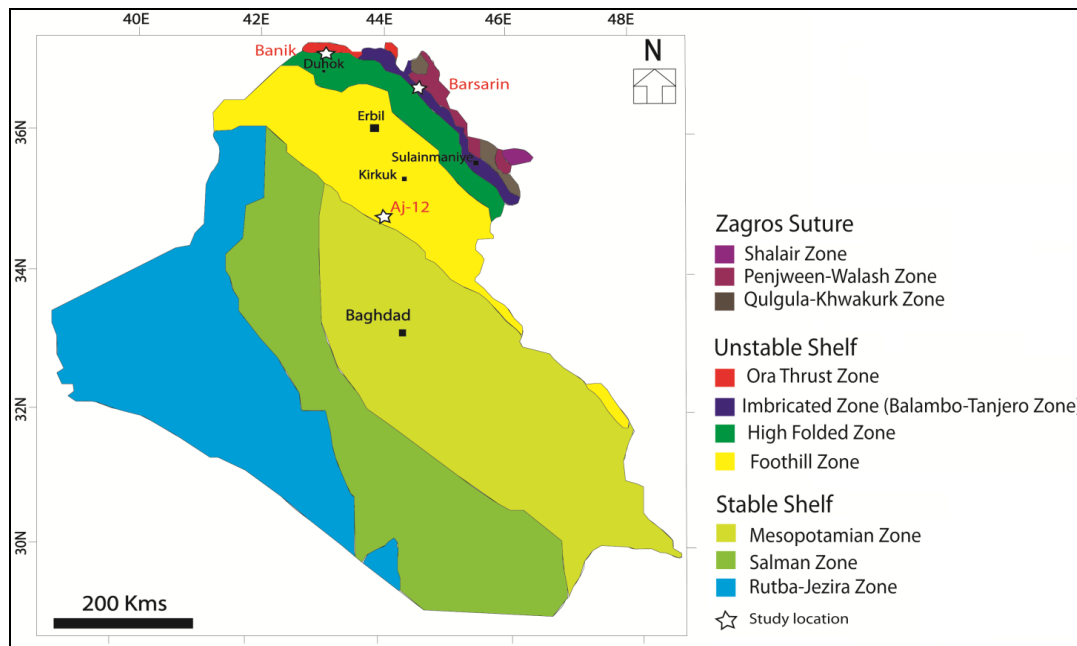 40E
42E
44E
46E
48E
36N
34N
32N
30N
N
Banik
Duhok
Barsarin
Erbil
Sulainmaniye
Kirkuk
Aj-12
Baghdad
200 Kms
Zagros Suture
Shalair Zone
Penjween-Walash Zone
Qulgula-Khwakurk Zone
Unstable Shelf
Ora Thrust Zone
Imbricated Zone (Balambo-Tanjero Zone)
High Folded Zone
Foothill Zone
Stable Shelf
Mesopotamian Zone
Salman Zone
Rutba-Jezira Zone
Study location